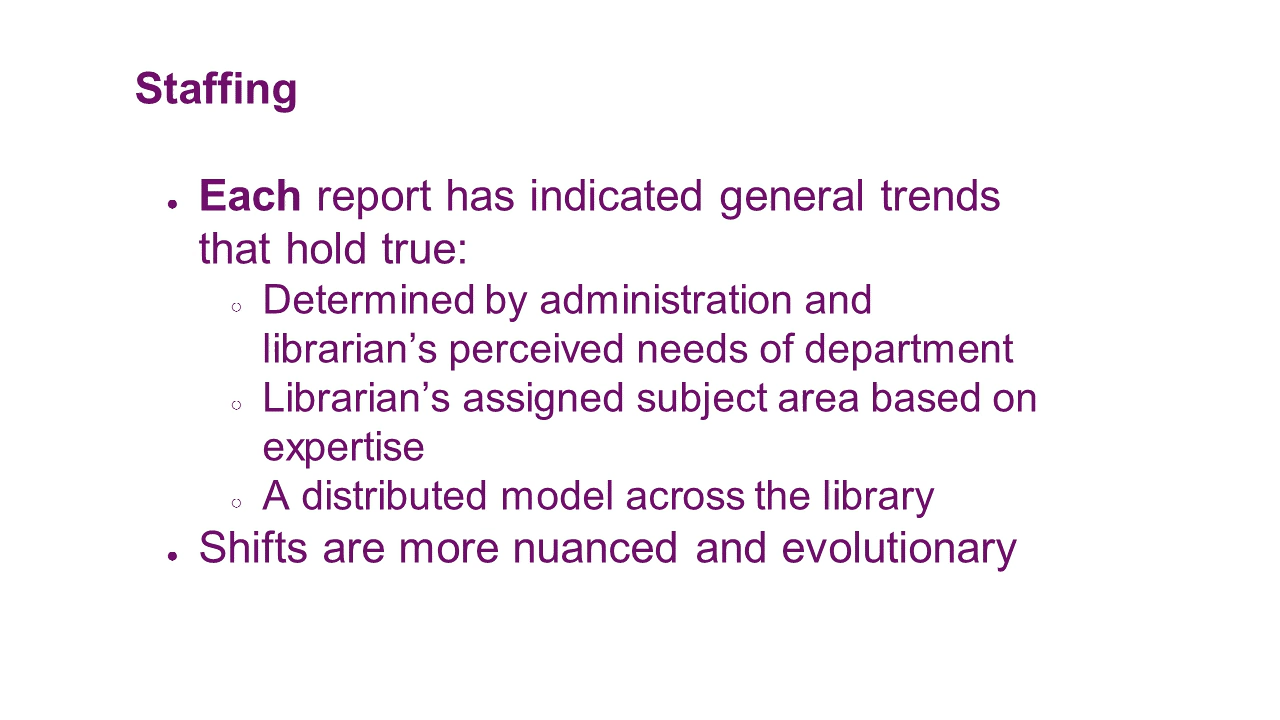 Staffing
● Each report has indicated general trends
that hold true:
○ Determined by administration and
librarian’s perceived needs of department
○ Librarian’s assigned subject area based on
expertise
○ A distributed model across the library
● Shifts are more nuanced and evolutionary